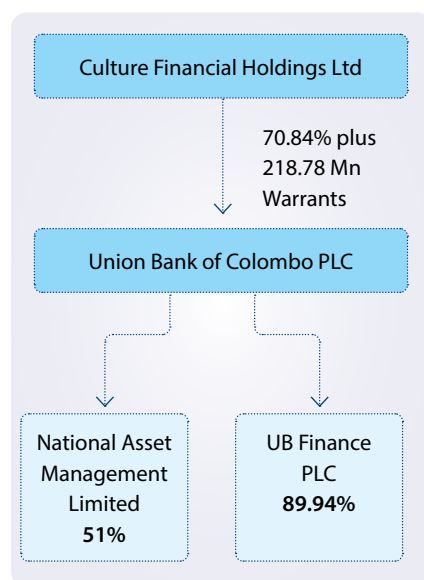 Culture Financial Holdings Ltd
70.84% plus
218.78 Mn
Warrants
Union Bank of Colombo PLC
National Asset
Management
Limited
51%
UB Finance
PLC
89.94%